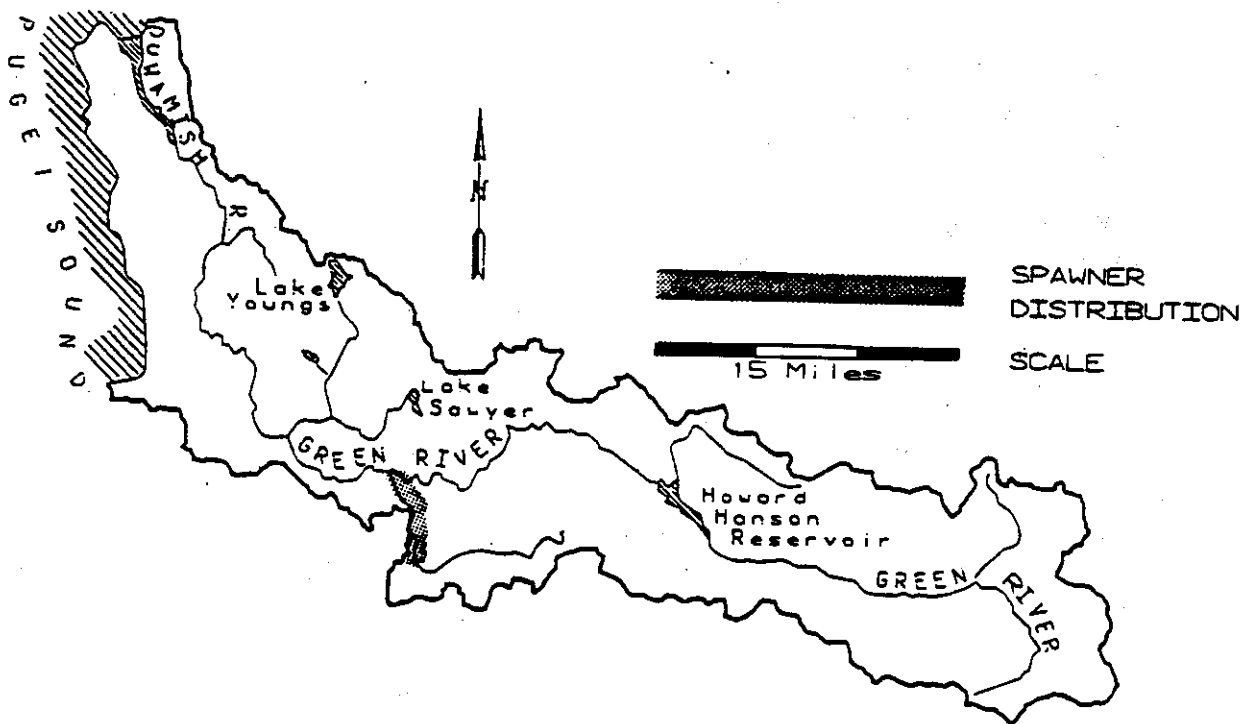 PUGET SOUND
DUWAMISH R
N
Lake
Youngs
SPAWNER
DISTRIBUTION
SCALE
15 Miles
Lake
Sawyer
GREEN RIVER
Howard
Hanson
Reservoir
GREEN RIVER